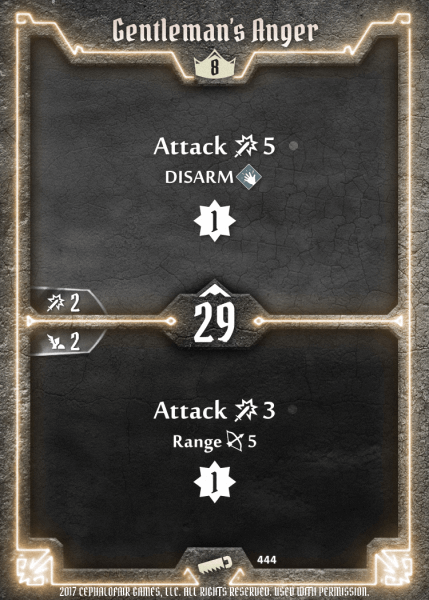 Gentleman's Anger
8
Attack 5
DISARM
1
2
29
2
Attack 3
Range 5
1
444
2017 CEPHALOFAIR GAMES, LLC. ALL RIGHTS RESERVED. USED WITH PERMISSION.